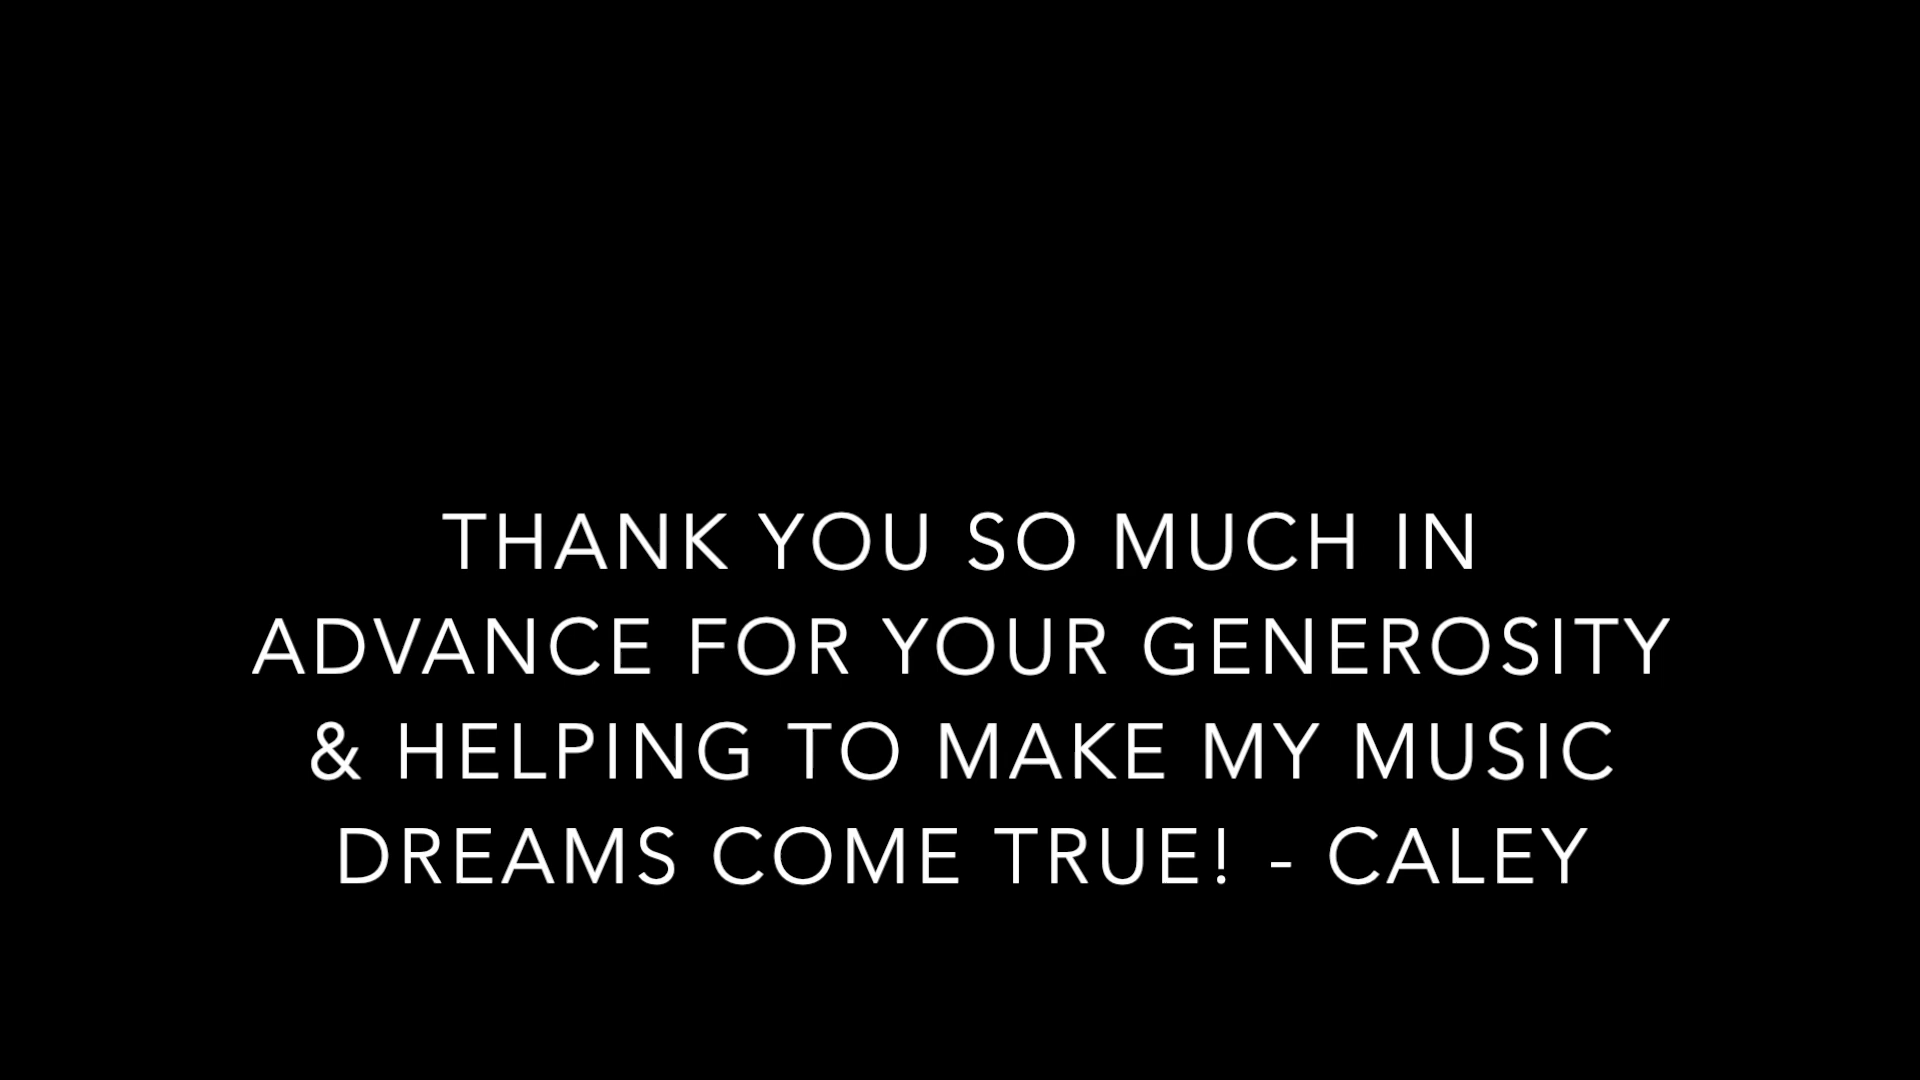 THANK YOU SO MUCH IN
ADVANCE FOR YOUR GENEROSITY
& HELPING TO MAKE MY MUSIC
DREAMS COME TRUE! - CALEY